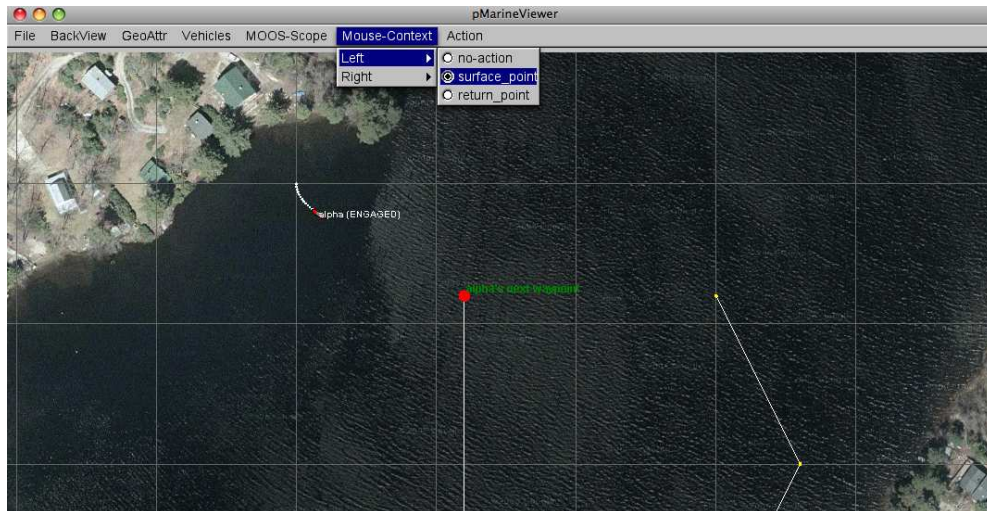 pMarineViewer
File BackView GeoAttr Vehicles MOOS-Scope Mouse-Context Action
Left
Right
no-action
surface_point
return_point
alpha (ENGAGED)
alpha's next waypoint